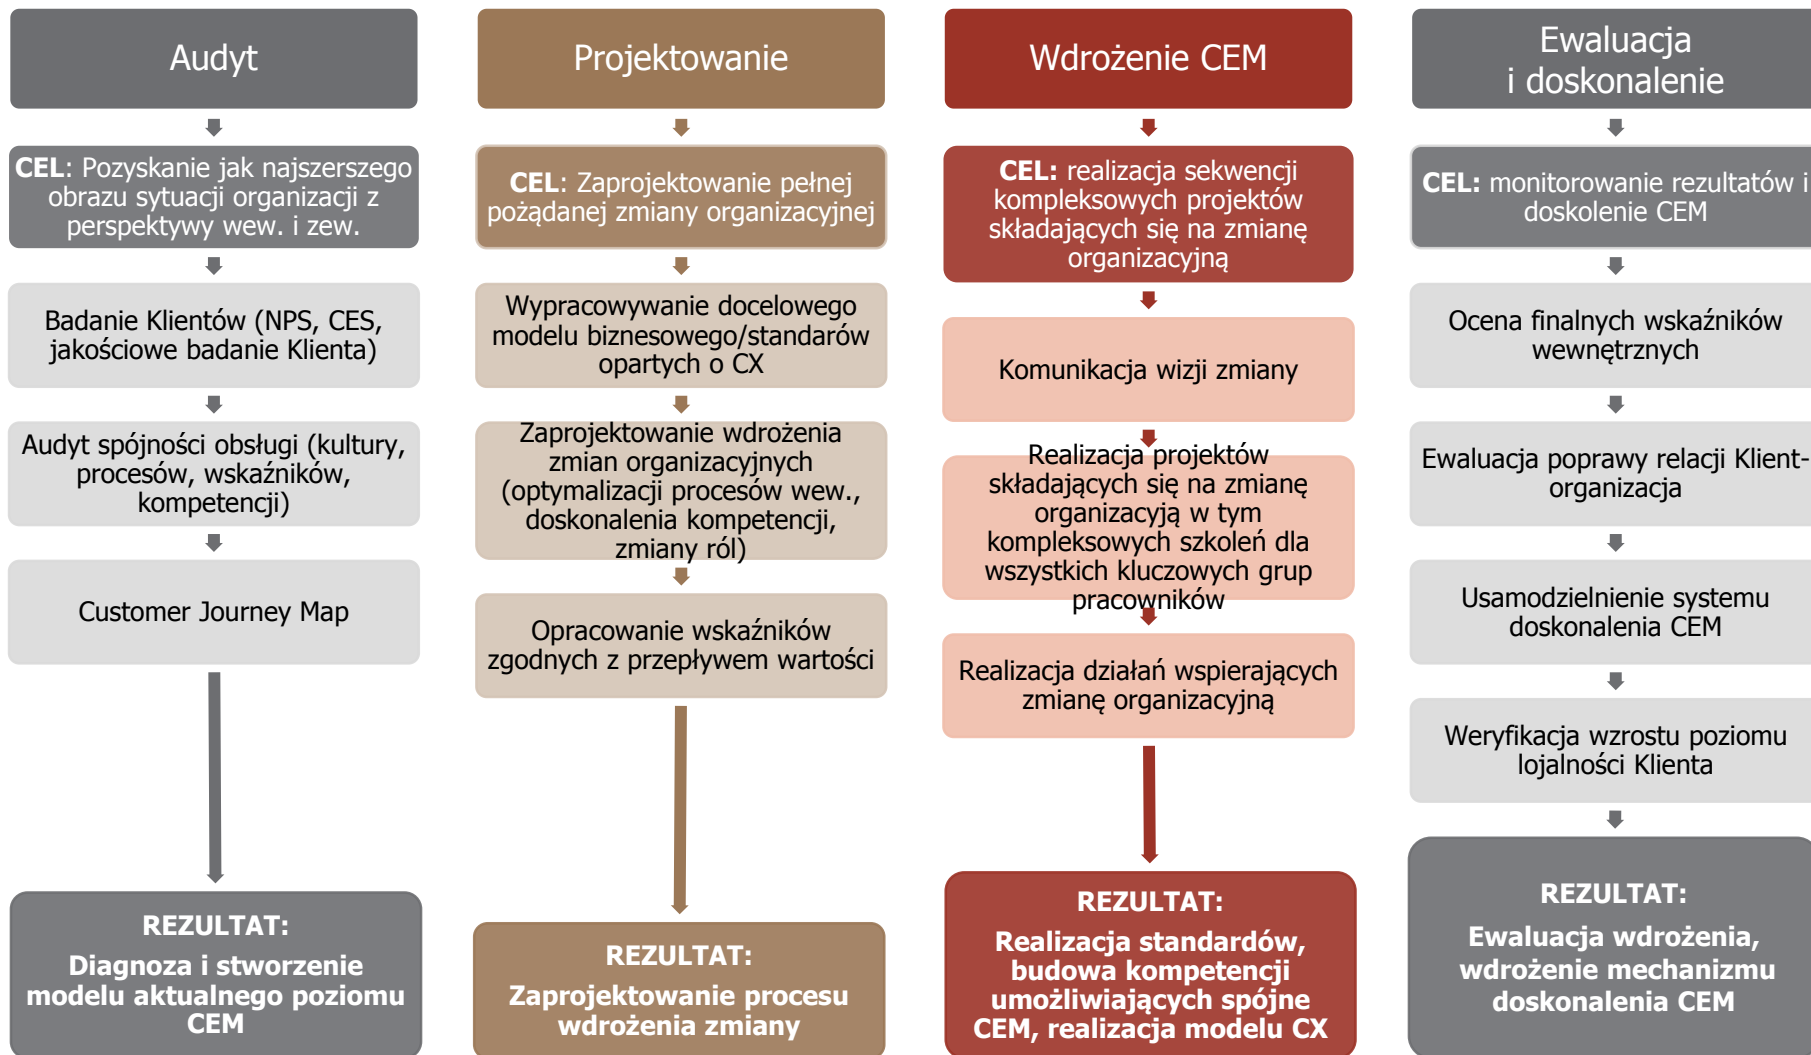 Audyt
CEL: Pozyskanie jak najszerszego
obrazu sytuacji organizacji z
perspektywy wew. i zew.
Badanie Klientów (NPS, CES,
jakościowe badanie Klienta)
Audyt spójności obsługi (kultury,
procesów, wskaźników,
kompetencji)
Customer Journey Map
REZULTAT:
Diagnoza i stworzenie
modelu aktualnego poziomu
CEM
Projektowanie
CEL: Zaprojektowanie pełnej
pożądanej zmiany organizacyjnej
Wypracowywanie docelowego
modelu biznesowego/standarów
opartych o CX
Zaprojektowanie wdrożenia
zmian organizacyjnych
(optymalizacji procesów wew.,
doskonalenia kompetencji,
zmiany ról)
Opracowanie wskaźników
zgodnych z przepływem wartości
REZULTAT:
Zaprojektowanie procesu
wdrożenia zmiany
Wdrożenie CEM
CEL: realizacja sekwencji
kompleksowych projektów
składających się na zmianę
organizacyjną
Komunikacja wizji zmiany
Realizacja projektów
składających się na zmianę
organizacyją w tym
kompleksowych szkoleń dla
wszystkich kluczowych grup
pracowników
Realizacja działań wspierających
zmianę organizacyjną
REZULTAT:
Realizacja standardów,
budowa kompetencji
umożliwiających spójne
CEM, realizacja modelu CX
Ewaluacja
i doskonalenie
CEL: monitorowanie rezultatów i
doskolenie CEM
Ocena finalnych wskaźników
wewnętrznych
Ewaluacja poprawy relacji Klient-
organizacja
Usamodzielnienie systemu
doskonalenia CEM
Weryfikacja wzrostu poziomu
lojalności Klienta
REZULTAT:
Ewaluacja wdrożenia,
wdrożenie mechanizmu
doskonalenia CEM